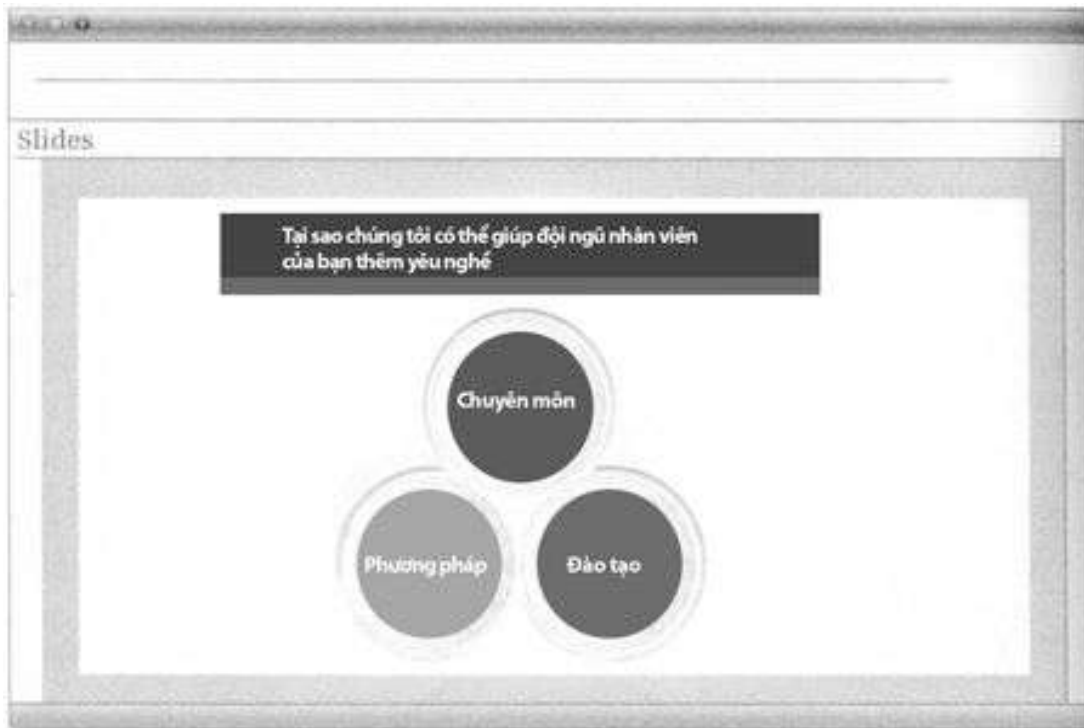 Slides
Tại sao chúng tôi có thể giúp đội ngũ nhân viên
của bạn thêm yêu nghề
Chuyên môn
Phương pháp
Đào tạo